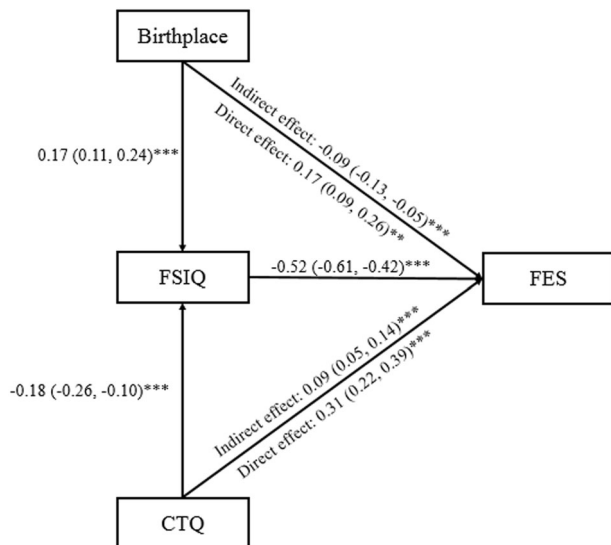 Birthplace
Indirect effect: -0.09 (-0.13, -0.05)***
Direct effect: 0.17 (0.09, 0.26)**
0.17 (0.11, 0.24)***
FSIQ
-0.52 (-0.61, -0.42)***
FES
-0.18 (-0.26, -0.10)***
Indirect effect: 0.09 (0.05, 0.14)***
Direct effect: 0.31 (0.22, 0.39)***
CTQ